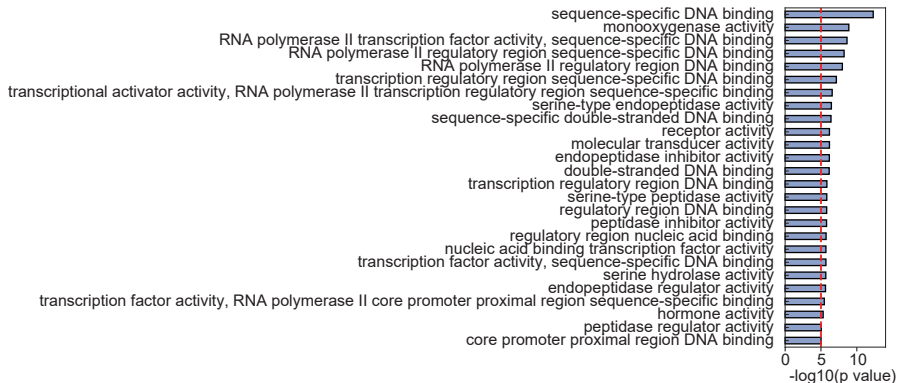 sequence-specific DNA binding
monooxygenase activity
RNA polymerase II transcription factor activity, sequence-specific DNA binding
RNA polymerase II regulatory region sequence-specific DNA binding
RNA polymerase II regulatory region DNA binding
transcription regulatory region sequence-specific DNA binding
transcriptional activator activity, RNA polymerase II transcription regulatory region sequence-specific binding
serine-type endopeptidase activity
sequence-specific double-stranded DNA binding
receptor activity
molecular transducer activity
endopeptidase inhibitor activity
double-stranded DNA binding
transcription regulatory region DNA binding
serine-type peptidase activity
regulatory region DNA binding
peptidase inhibitor activity
regulatory region nucleic acid binding
nucleic acid binding transcription factor activity
transcription factor activity, sequence-specific DNA binding
serine hydrolase activity
endopeptidase regulator activity
transcription factor activity, RNA polymerase II core promoter proximal region sequence-specific binding
hormone activity
peptidase regulator activity
core promoter proximal region DNA binding
0 5 10
-log10(p value)